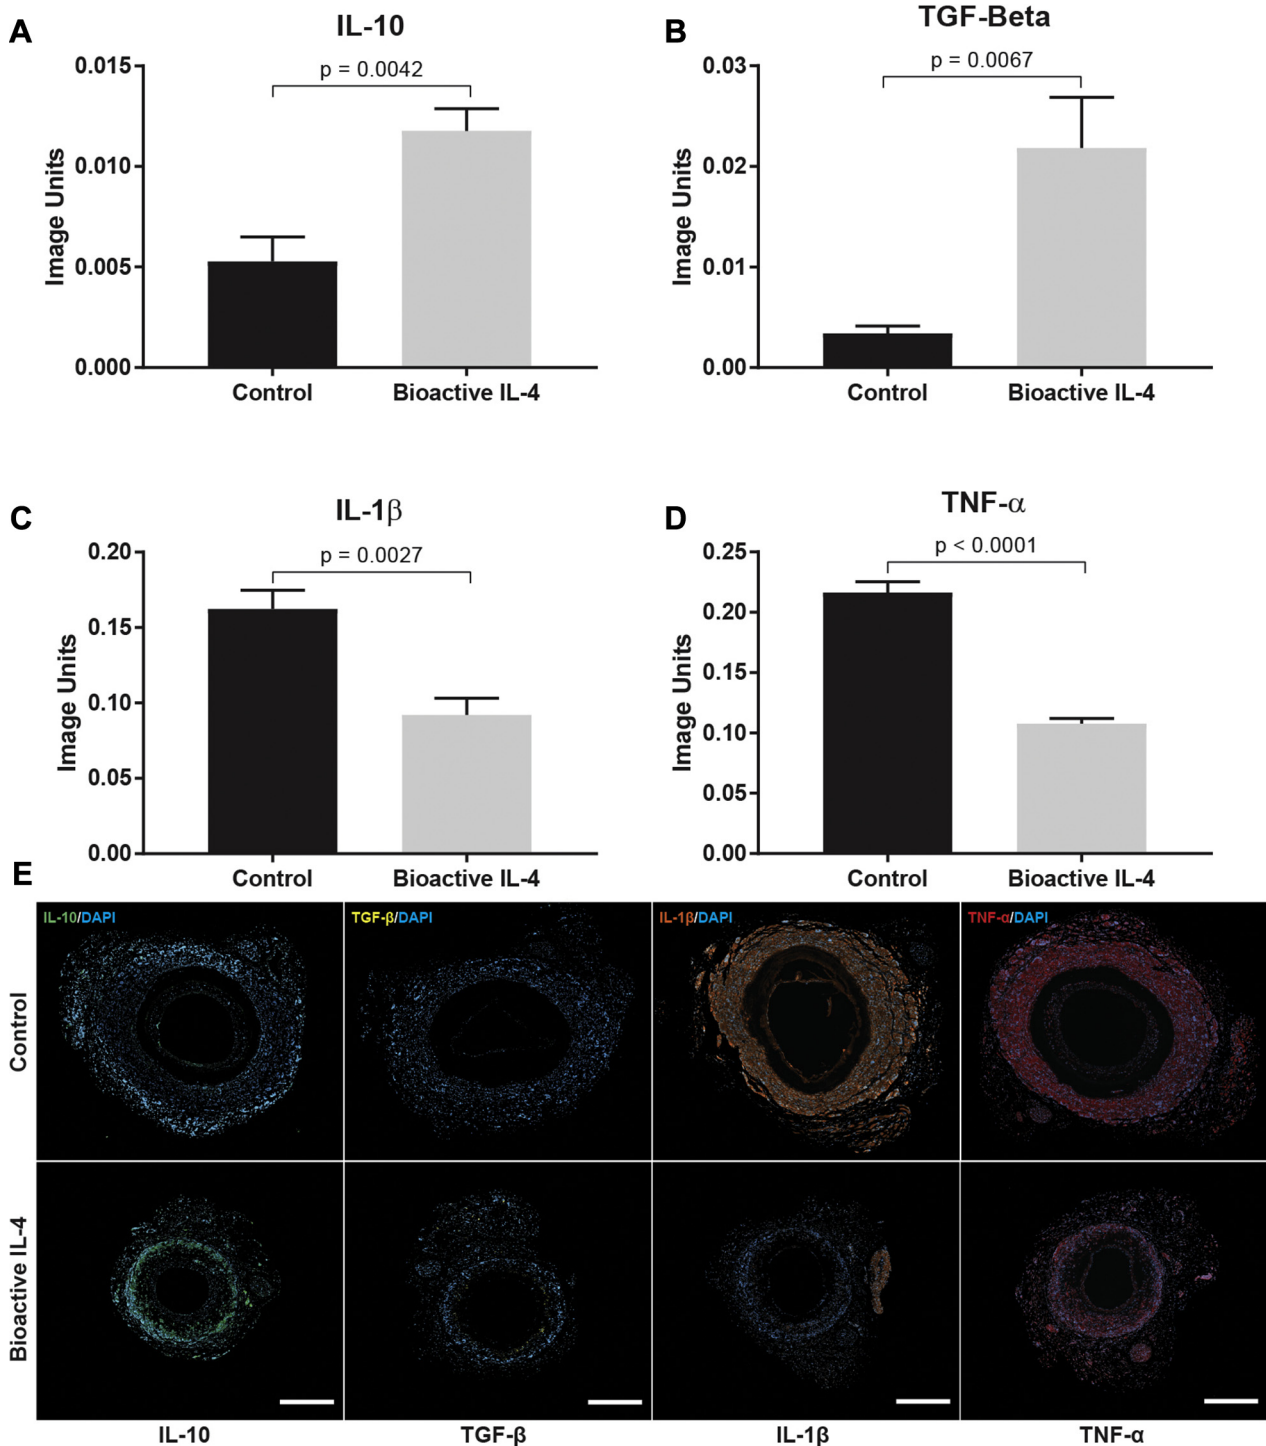 A
IL-10
p = 0.0042
0.015
0.010
0.005
0.000
Image Units
Control
Bioactive IL-4
B
TGF-Beta
p = 0.0067
0.03
0.02
0.01
0.00
Image Units
Control
Bioactive IL-4
C
IL-1β
p = 0.0027
0.20
0.15
0.10
0.05
0.00
Image Units
Control
Bioactive IL-4
D
TNF-α
p < 0.0001
0.25
0.20
0.15
0.10
0.05
0.00
Image Units
Control
Bioactive IL-4
E
IL-10/DAPI
TGF-β/DAPI
IL-1β/DAPI
TNF-α/DAPI
Control
Bioactive IL-4
IL-10
TGF-β
IL-1β
TNF-α